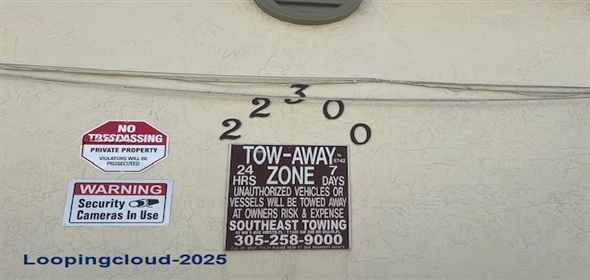 22300
NO
TRESPASSING
PRIVATE PROPERTY
VIOLATORS WILL BE
PROSECUTED
WARNING
Security
Cameras In Use
TOW-AWAY
24 ZONE 7
HRS DAYS
UNAUTHORIZED VEHICLES OR
VESSELS WILL BE TOWED AWAY
AT OWNERS RISK & EXPENSE
SOUTHEAST TOWING
305-258-9000
Loopingcloud-2025